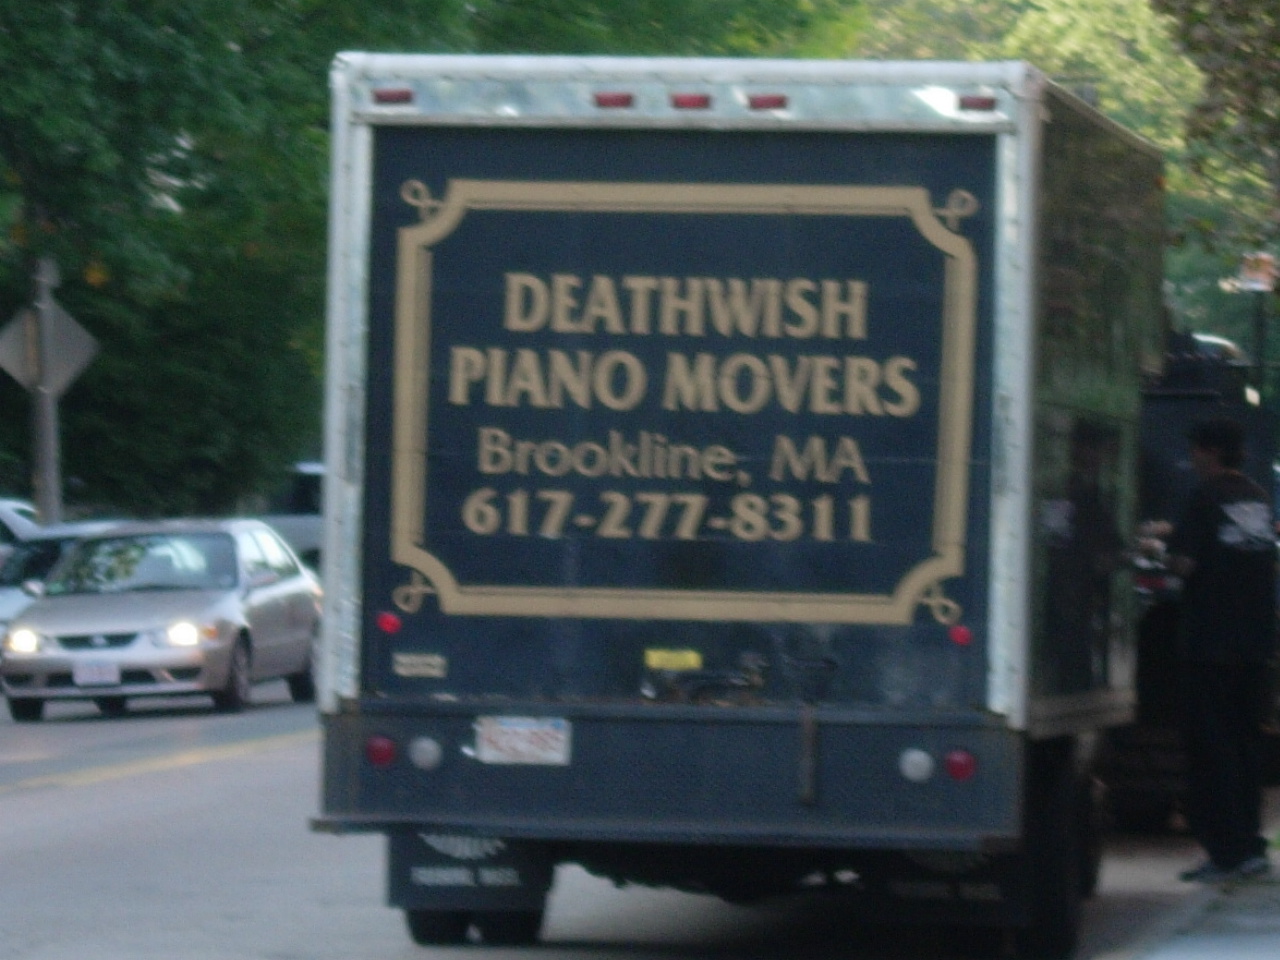 DEATHWISH
PIANO MOVERS
Brookline, MA
617-277-8311